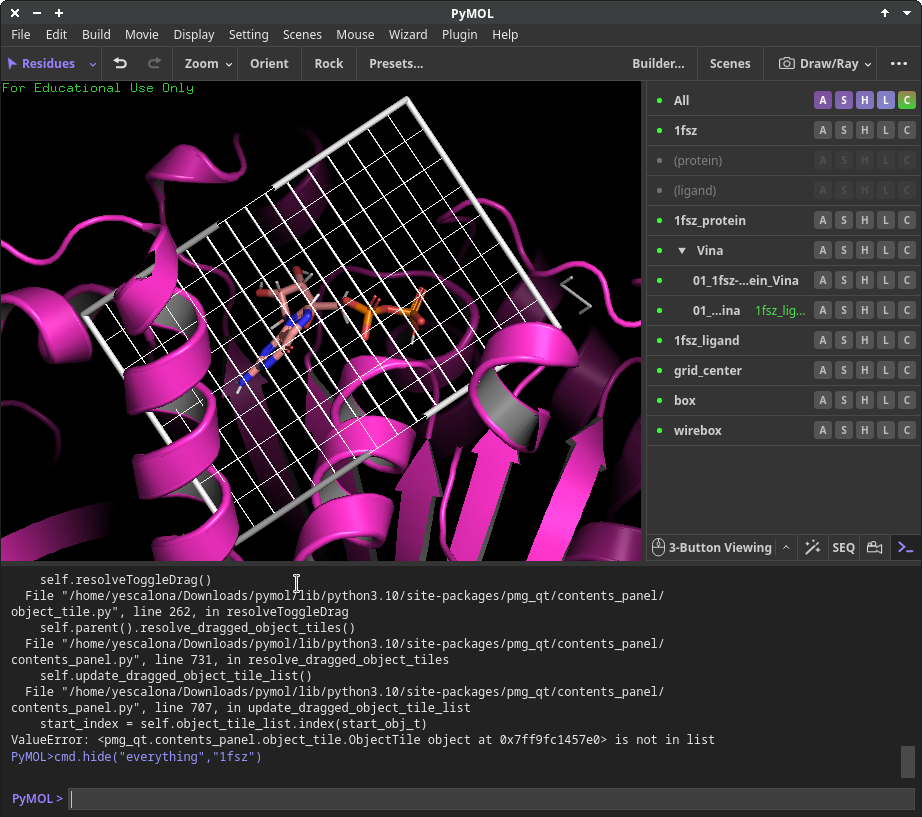 PyMOL
File Edit Build Movie Display Setting Scenes Mouse Wizard Plugin Help
Residues Zoom Orient Rock Presets... Builder... Scenes Draw/Ray
For Educational Use Only
All A S H L C
1fsz A S H L C
(protein) A S H L C
(ligand) A S H L C
1fsz_protein A S H L C
Vina A S H L C
01_1fsz-...ein_Vina A S H L C
01_...ina 1fsz_lig... A S H L C
1fsz_ligand A S H L C
grid_center A S H L C
box A S H L C
wirebox A S H L C
3-Button Viewing SEQ
self.resolveToggleDrag()
File "/home/yescalona/Downloads/pymol/lib/python3.10/site-packages/pmg_qt/contents_panel/
object_tile.py", line 262, in resolveToggleDrag
self.parent().resolve_dragged_object_tiles()
File "/home/yescalona/Downloads/pymol/lib/python3.10/site-packages/pmg_qt/contents_panel/
contents_panel.py", line 731, in resolve_dragged_object_tiles
self.update_dragged_object_tile_list()
File "/home/yescalona/Downloads/pymol/lib/python3.10/site-packages/pmg_qt/contents_panel/
contents_panel.py", line 707, in update_dragged_object_tile_list
start_index = self.object_tile_list.index(start_obj_t)
ValueError: <pmg_qt.contents_panel.object_tile.ObjectTile object at 0x7ff9fc1457e0> is not in list
PyMOL>cmd.hide("everything","1fsz")
PyMOL >